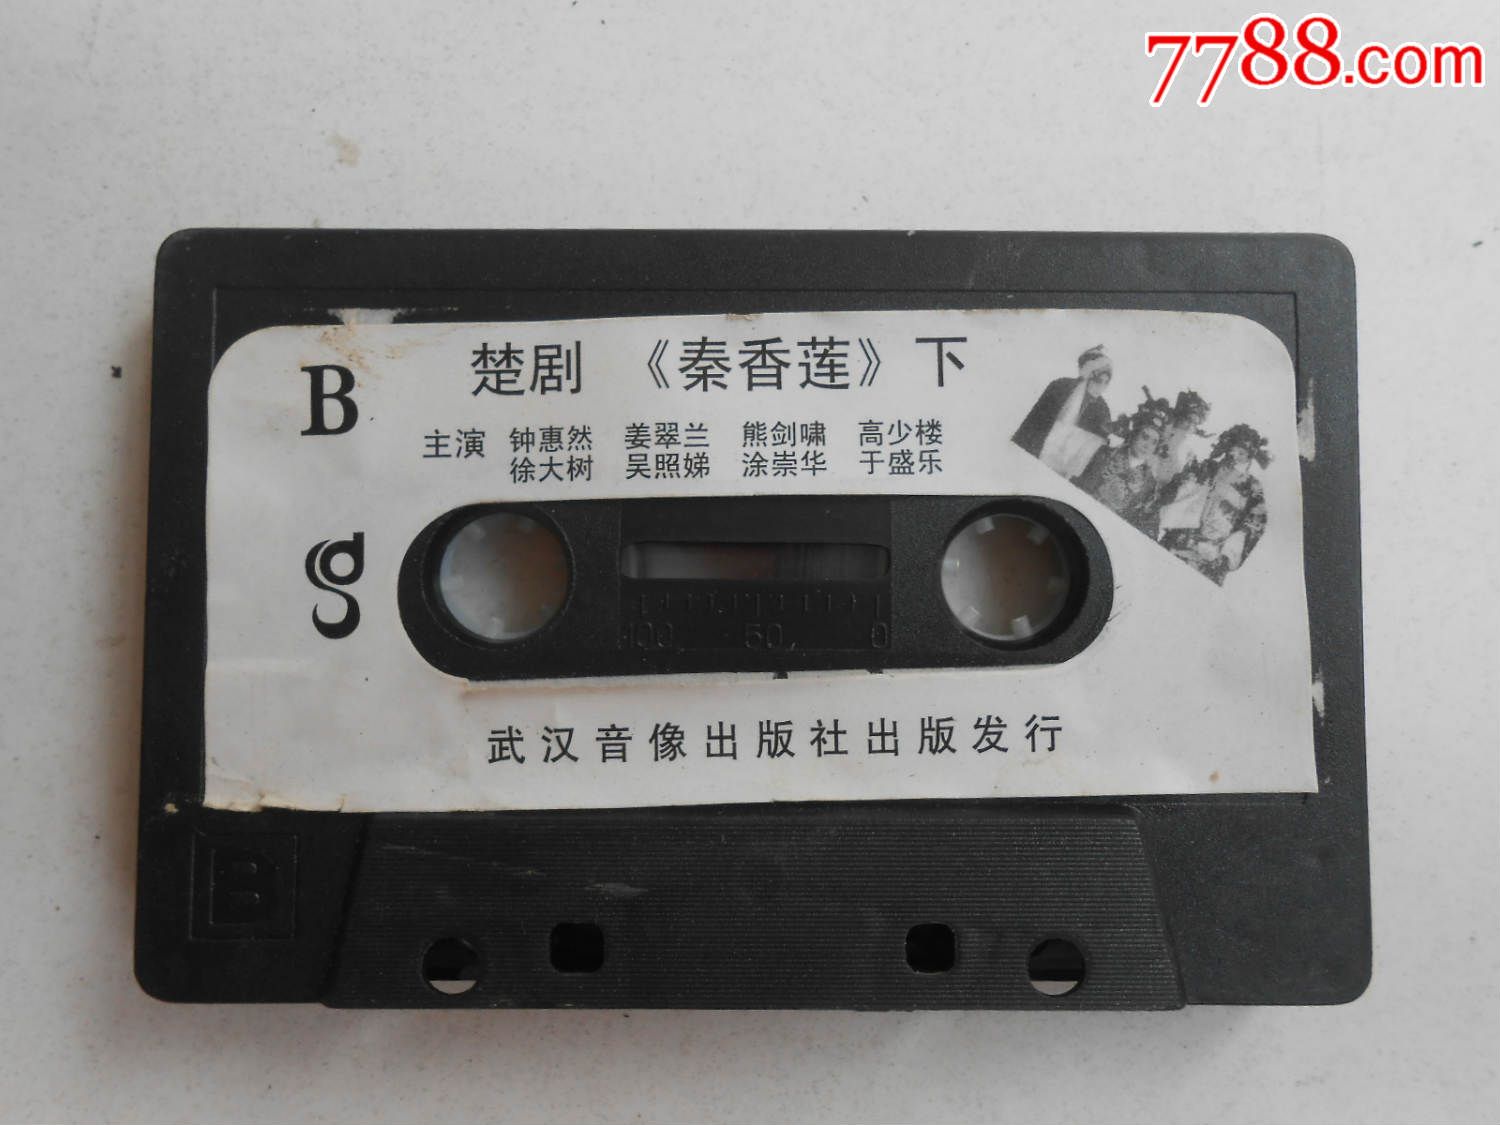 7788.com
B
楚剧 《秦香莲》 下
主演 钟惠然 姜翠兰 熊剑啸 高少楼
徐大树 吴照娣 涂崇华 于盛乐
100 50 0
武汉音像出版社出版发行
B